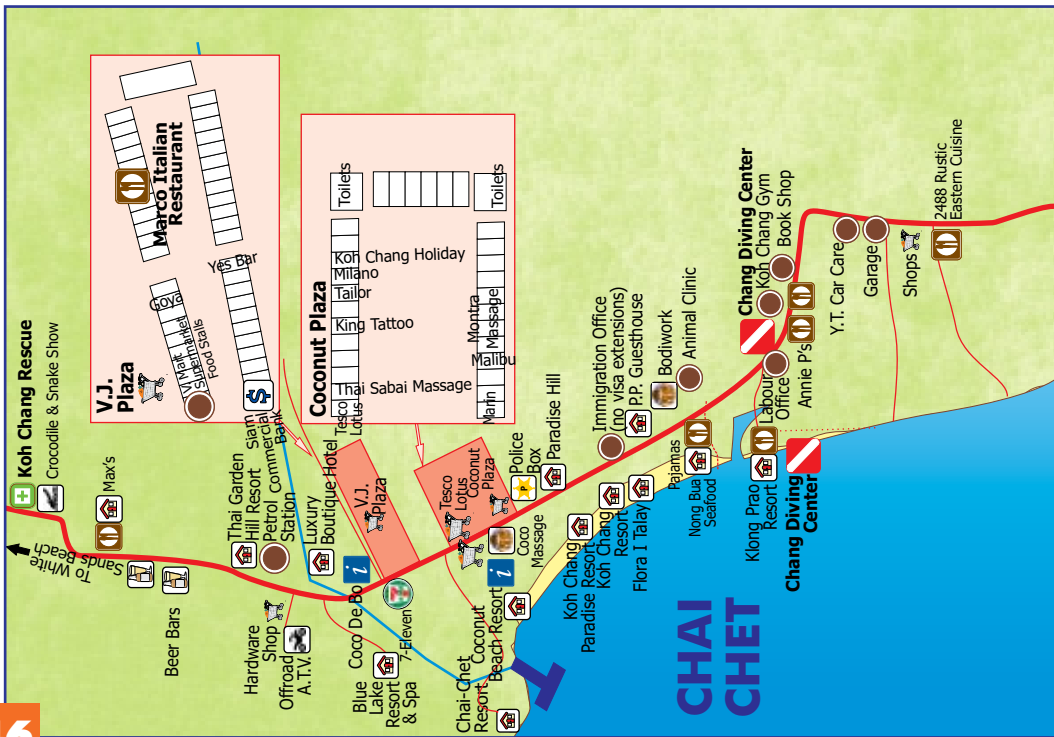 6
Koh Chang Rescue
Crocodile & Snake Show
To White
Sands Beach
Max's
Beer Bars
Thai Garden
Hill Resort
Petrol
Station
Siam
Commercial
Bank
$
Hardware
Shop
Offroad
A.T.V.
Luxury
Boutique Hotel
Coco De Bo
i
Blue
Lake
Resort
& Spa
7
7-Eleven
V.J.
Plaza
V.J.
Plaza
Marco Italian
Restaurant
Goya
Yes Bar
VJ Mart
Supermarket
Food Stalls
Coconut Plaza
Toilets
Toilets
Koh Chang Holiday
Milano
Tailor
King Tattoo
Thai Sabai Massage
Tesco
Lotus
Montra
Massage
Malibu
Marin
Tesco
Lotus
Coconut
Plaza
Police
Box
P
Paradise Hill
Coco
Massage
i
Chai-Chet
Resort
Coconut
Beach Resort
Koh Chang
Paradise Resort
Koh Chang
Resort
Flora I Talay
Immigration Office
(no visa extensions)
P.P. Guesthouse
Bodiwork
Animal Clinic
Pajamas
Nong Bua
Seafood
Klong Prao
Resort
Chang Diving
Center
Chang Diving Center
Koh Chang Gym
Book Shop
Labour
Office
Annie P's
Y.T. Car Care
Garage
Shops
2488 Rustic
Eastern Cuisine
CHAI
CHET